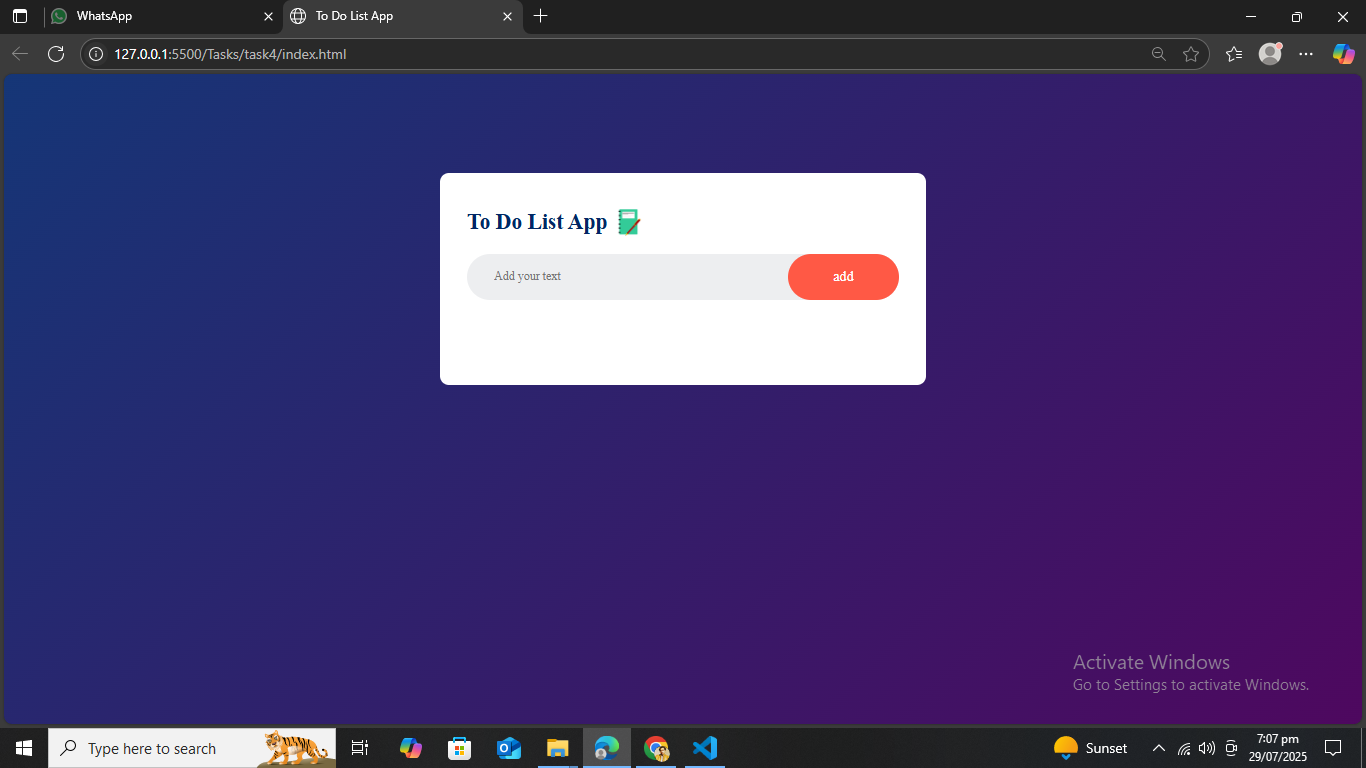 WhatsApp
To Do List App
127.0.0.1:5500/Tasks/task4/index.html
To Do List App
Add your text
add
Activate Windows
Go to Settings to activate Windows.
Type here to search
Sunset
7:07 pm
29/07/2025